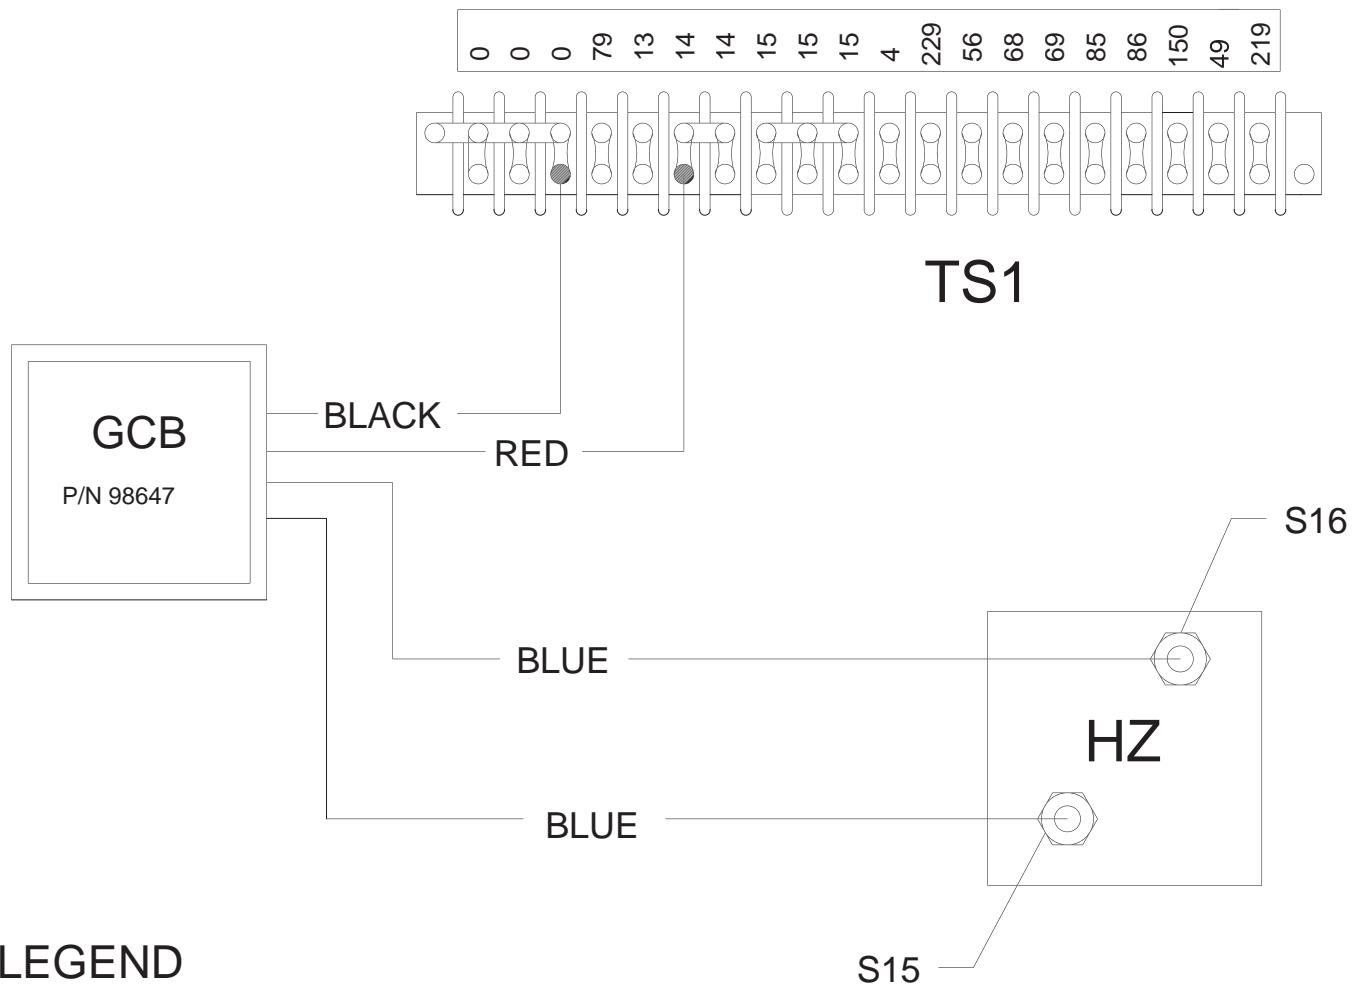 0 0 0 79 13 14 14 15 15 15 4 229 56 68 69 85 86 150 49 219
TS1
GCB
P/N 98647
BLACK
RED
S16
BLUE
HZ
BLUE
LEGEND
S15